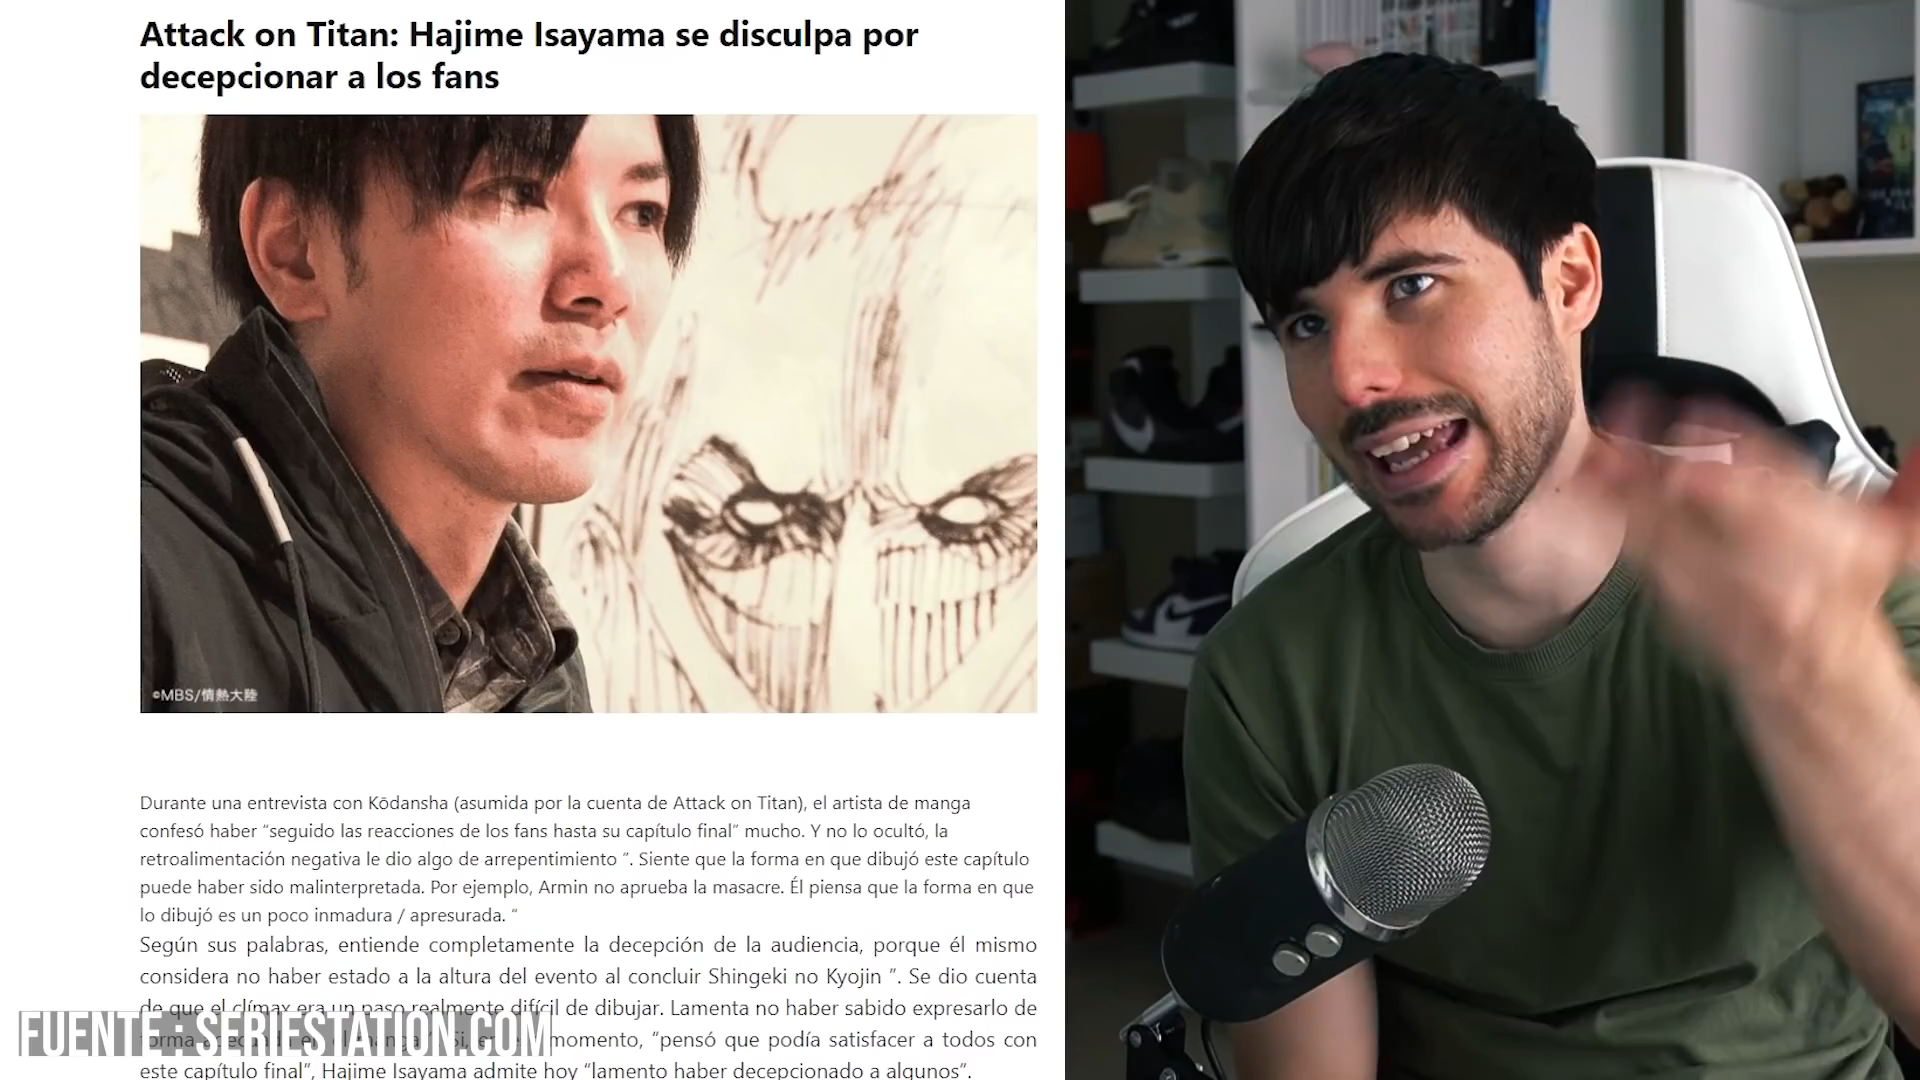 Attack on Titan: Hajime Isayama se disculpa por
decepcionar a los fans
©MBS/情熱大陸
Durante una entrevista con Kōdansha (asumida por la cuenta de Attack on Titan), el artista de manga
confesó haber “seguido las reacciones de los fans hasta su capítulo final” mucho. Y no lo ocultó, la
retroalimentación negativa le dio algo de arrepentimiento ”. Siente que la forma en que dibujó este capítulo
puede haber sido malinterpretada. Por ejemplo, Armin no aprueba la masacre. Él piensa que la forma en que
lo dibujó es un poco inmadura / apresurada. “
Según sus palabras, entiende completamente la decepción de la audiencia, porque él mismo
considera no haber estado a la altura del evento al concluir Shingeki no Kyojin ”. Se dio cuenta
de que el clímax era un paso realmente difícil de dibujar. Lamenta no haber sabido expresarlo de
momento, “pensó que podía satisfacer a todos con
este capítulo final”, Hajime Isayama admite hoy “lamento haber decepcionado a algunos”.
FUENTE : SERIESTATION.COM